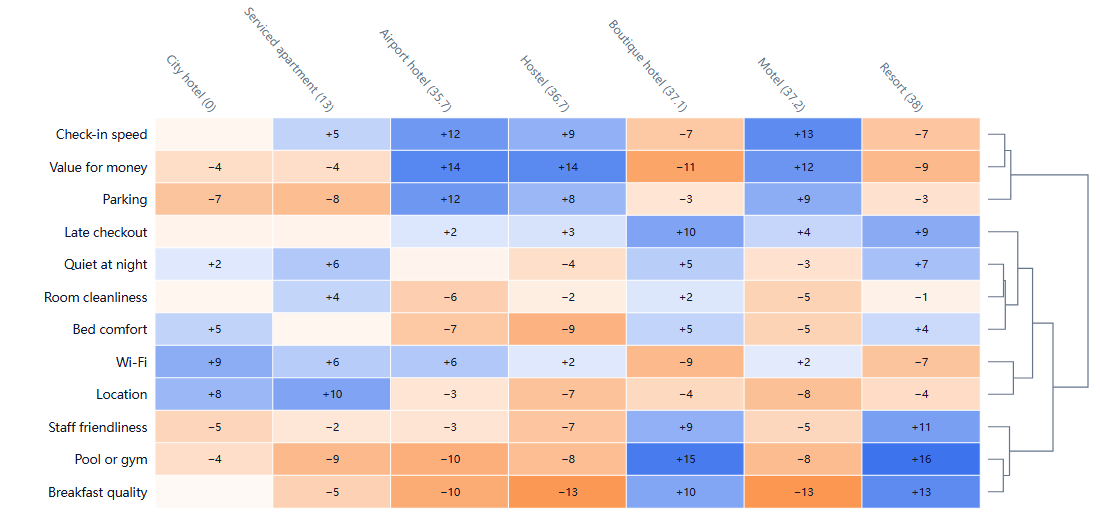 City hotel (0)
Serviced apartment (13)
Airport hotel (35.7)
Hostel (36.7)
Boutique hotel (37.1)
Motel (37.2)
Resort (38)
Check-in speed +5 +12 +9 −7 +13 −7
Value for money −4 −4 +14 +14 −11 +12 −9
Parking −7 −8 +12 +8 −3 +9 −3
Late checkout +2 +3 +10 +4 +9
Quiet at night +2 +6 −4 +5 −3 +7
Room cleanliness +4 −6 −2 +2 −5 −1
Bed comfort +5 −7 −9 +5 −5 +4
Wi-Fi +9 +6 +6 +2 −9 +2 −7
Location +8 +10 −3 −7 −4 −8 −4
Staff friendliness −5 −2 −3 −7 +9 −5 +11
Pool or gym −4 −9 −10 −8 +15 −8 +16
Breakfast quality −5 −10 −13 +10 −13 +13